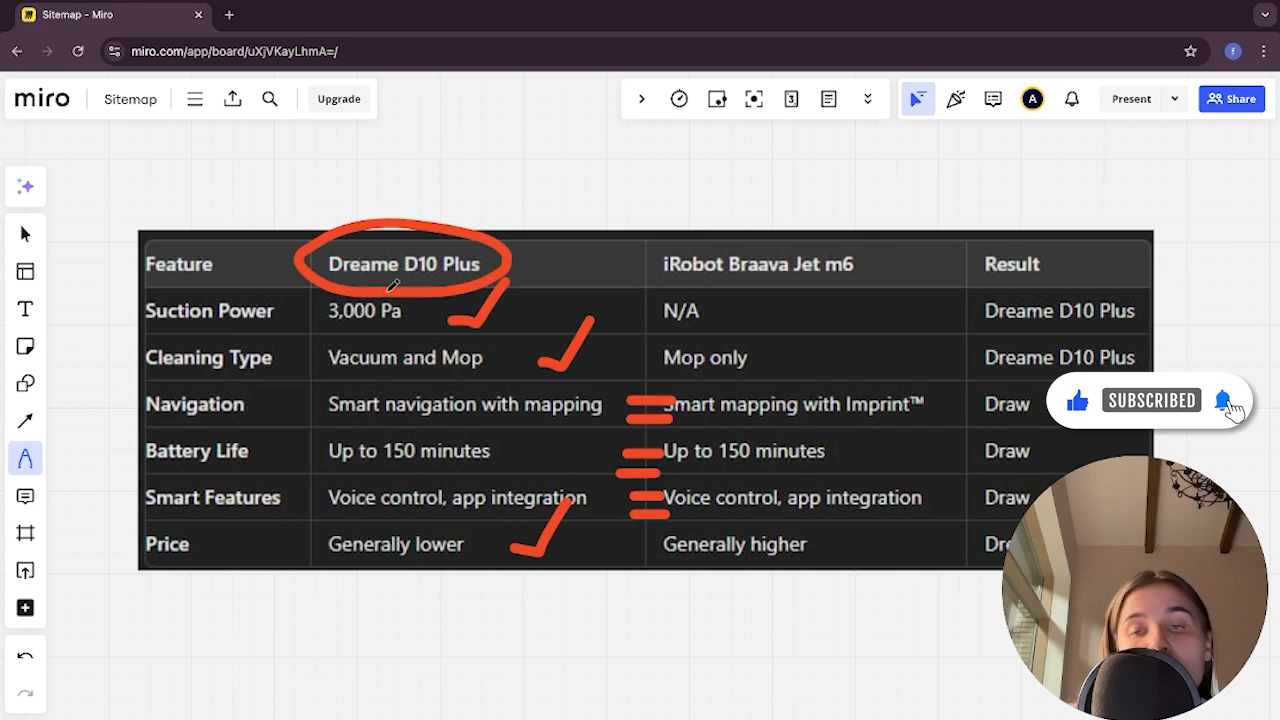 Sitemap - Miro
miro.com/app/board/uXjVKayLhmA=/
f
miro
Sitemap
Upgrade
3
A
Present
Share
Feature Dreame D10 Plus iRobot Braava Jet m6 Result
Suction Power 3,000 Pa N/A Dreame D10 Plus
Cleaning Type Vacuum and Mop Mop only Dreame D10 Plus
Navigation Smart navigation with mapping Smart mapping with Imprint™ Draw
SUBSCRIBED
Battery Life Up to 150 minutes Up to 150 minutes Draw
Smart Features Voice control, app integration Voice control, app integration Draw
Price Generally lower Generally higher